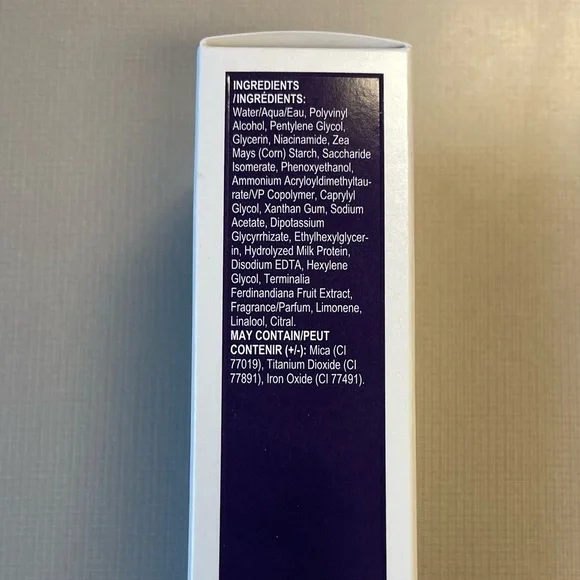 INGREDIENTS
/INGRÉDIENTS:
Water/Aqua/Eau, Polyvinyl
Alcohol, Pentylene Glycol,
Glycerin, Niacinamide, Zea
Mays (Corn) Starch, Saccharide
Isomerate, Phenoxyethanol,
Ammonium Acryloyldimethyltau-
rate/VP Copolymer, Caprylyl
Glycol, Xanthan Gum, Sodium
Acetate, Dipotassium
Glycyrrhizate, Ethylhexylglycer-
in, Hydrolyzed Milk Protein,
Disodium EDTA, Hexylene
Glycol, Terminalia
Ferdinandiana Fruit Extract,
Fragrance/Parfum, Limonene,
Linalool, Citral.
MAY CONTAIN/PEUT
CONTENIR (+/-): Mica (CI
77019), Titanium Dioxide (CI
77891), Iron Oxide (CI 77491).